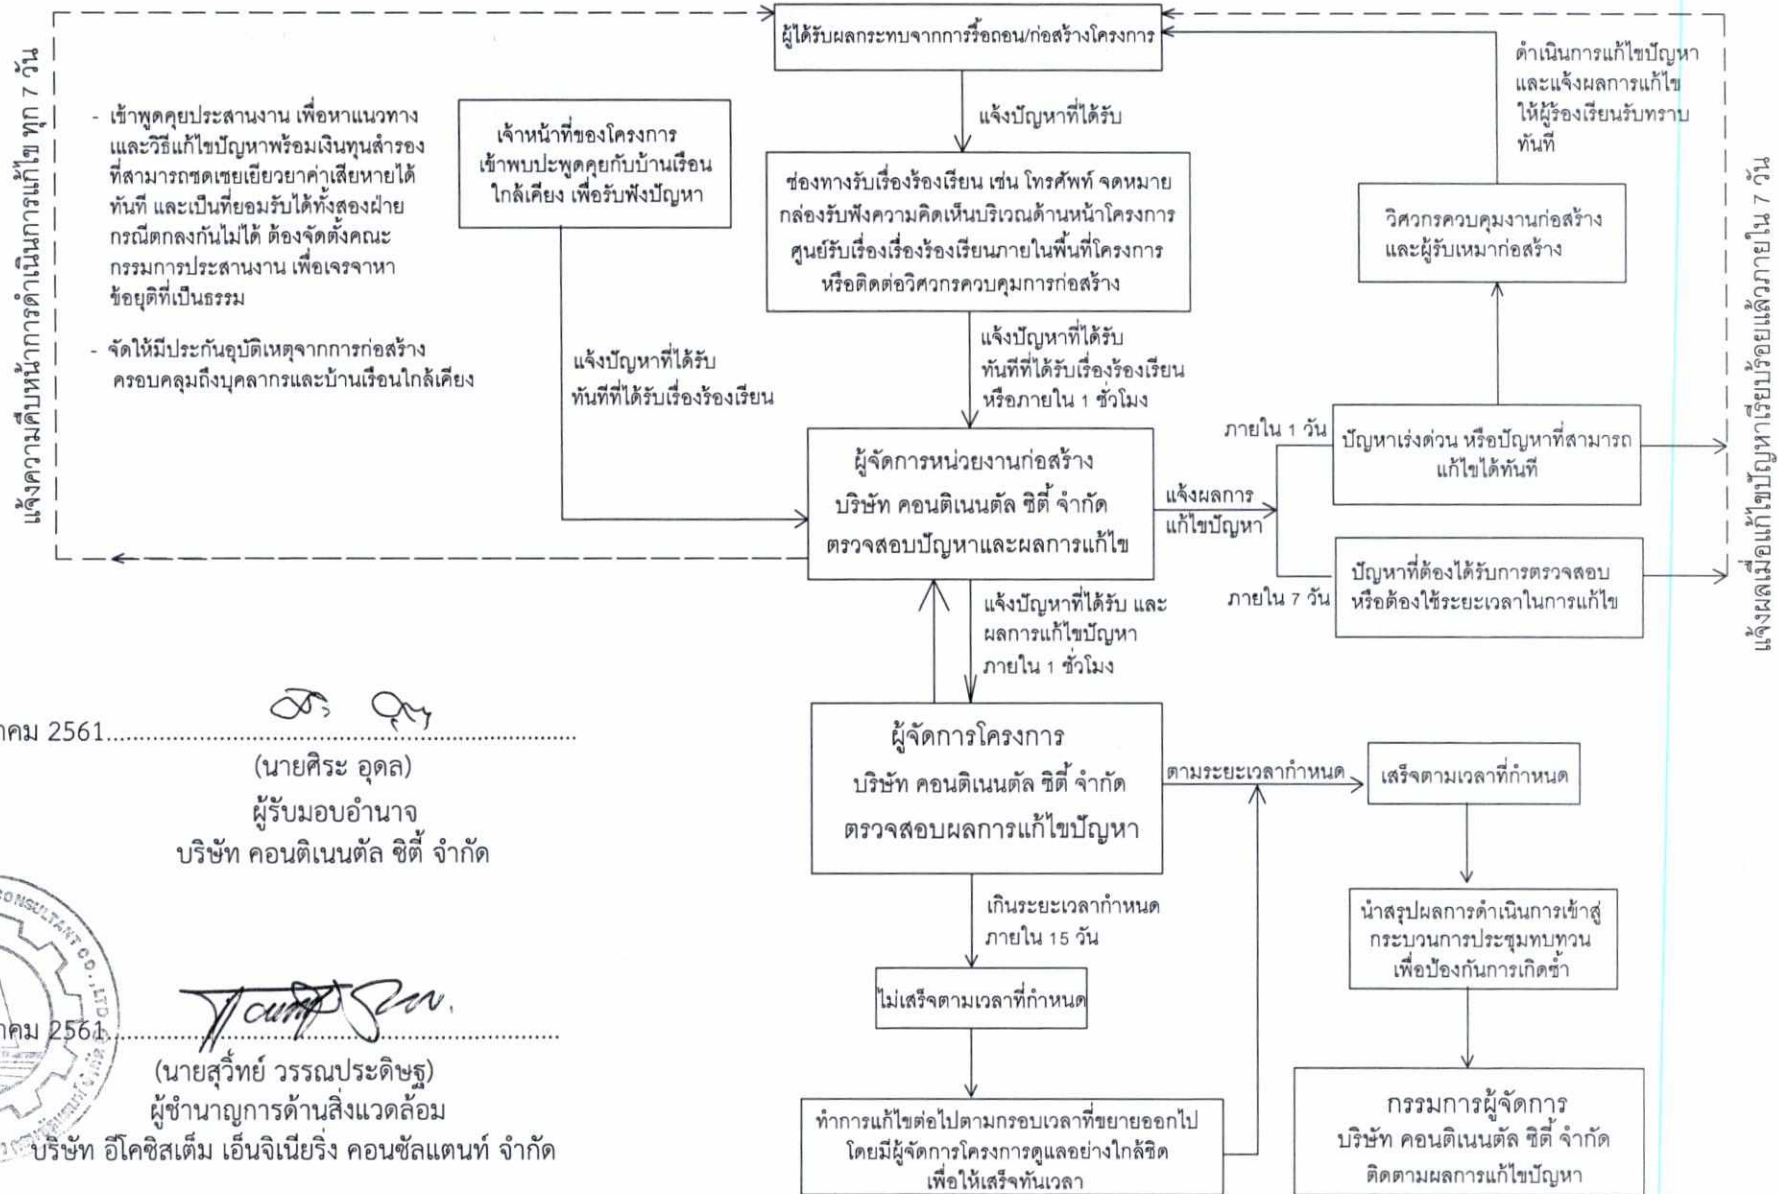 ผู้ได้รับผลกระทบจากการรื้อถอน/ก่อสร้างโครงการ
แจ้งความคืบหน้าการดำเนินการแก้ไข ทุก 7 วัน
- เข้าพูดคุยประสานงาน เพื่อหาแนวทาง
และวิธีแก้ไขปัญหาพร้อมเงินทุนสำรอง
ที่สามารถชดเชยเยียวยาค่าเสียหายได้
ทันที และเป็นที่ยอมรับได้ทั้งสองฝ่าย
กรณีตกลงกันไม่ได้ ต้องจัดตั้งคณะ
กรรมการประสานงาน เพื่อเจรจาหา
ข้อยุติที่เป็นธรรม
- จัดให้มีประกันอุบัติเหตุจากการก่อสร้าง
ครอบคลุมถึงบุคลากรและบ้านเรือนใกล้เคียง
เจ้าหน้าที่ของโครงการ
เข้าพบปะพูดคุยกับบ้านเรือน
ใกล้เคียง เพื่อรับฟังปัญหา
แจ้งปัญหาที่ได้รับ
ทันทีที่ได้รับเรื่องร้องเรียน
แจ้งปัญหาที่ได้รับ
ช่องทางรับเรื่องร้องเรียน เช่น โทรศัพท์ จดหมาย
กล่องรับฟังความคิดเห็นบริเวณด้านหน้าโครงการ
ศูนย์รับเรื่องเรื่องร้องเรียนภายในพื้นที่โครงการ
หรือติดต่อวิศวกรควบคุมการก่อสร้าง
แจ้งปัญหาที่ได้รับ
ทันทีที่ได้รับเรื่องร้องเรียน
หรือภายใน 1 ชั่วโมง
ผู้จัดการหน่วยงานก่อสร้าง
บริษัท คอนติเนนตัล ซิตี้ จำกัด
ตรวจสอบปัญหาและผลการแก้ไข
แจ้งผลการ
แก้ไขปัญหา
ภายใน 1 วัน
ปัญหาเร่งด่วน หรือปัญหาที่สามารถ
แก้ไขได้ทันที
ภายใน 7 วัน
ปัญหาที่ต้องได้รับการตรวจสอบ
หรือต้องใช้ระยะเวลาในการแก้ไข
วิศวกรควบคุมงานก่อสร้าง
และผู้รับเหมาก่อสร้าง
ดำเนินการแก้ไขปัญหา
และแจ้งผลการแก้ไข
ให้ผู้ร้องเรียนรับทราบ
ทันที
แจ้งผลเมื่อแก้ไขปัญหาเรียบร้อยแล้วภายใน 7 วัน
แจ้งปัญหาที่ได้รับ และ
ผลการแก้ไขปัญหา
ภายใน 1 ชั่วโมง
ผู้จัดการโครงการ
บริษัท คอนติเนนตัล ซิตี้ จำกัด
ตรวจสอบผลการแก้ไขปัญหา
ตามระยะเวลากำหนด
เสร็จตามเวลาที่กำหนด
นำสรุปผลการดำเนินการเข้าสู่
กระบวนการประชุมทบทวน
เพื่อป้องกันการเกิดซ้ำ
กรรมการผู้จัดการ
บริษัท คอนติเนนตัล ซิตี้ จำกัด
ติดตามผลการแก้ไขปัญหา
เกินระยะเวลากำหนด
ภายใน 15 วัน
ไม่เสร็จตามเวลาที่กำหนด
ทำการแก้ไขต่อไปตามกรอบเวลาที่ขยายออกไป
โดยมีผู้จัดการโครงการดูแลอย่างใกล้ชิด
เพื่อให้เสร็จทันเวลา
าคม 2561
(นายศิระ อุดล)
ผู้รับมอบอำนาจ
บริษัท คอนติเนนตัล ซิตี้ จำกัด
าคม 2561
(นายสุวิทย์ วรรณประดิษฐ)
ผู้ชำนาญการด้านสิ่งแวดล้อม
บริษัท อีโคซิสเต็ม เอ็นจิเนียริ่ง คอนซัลแตนท์ จำกัด
CONSULTANT CO., LTD